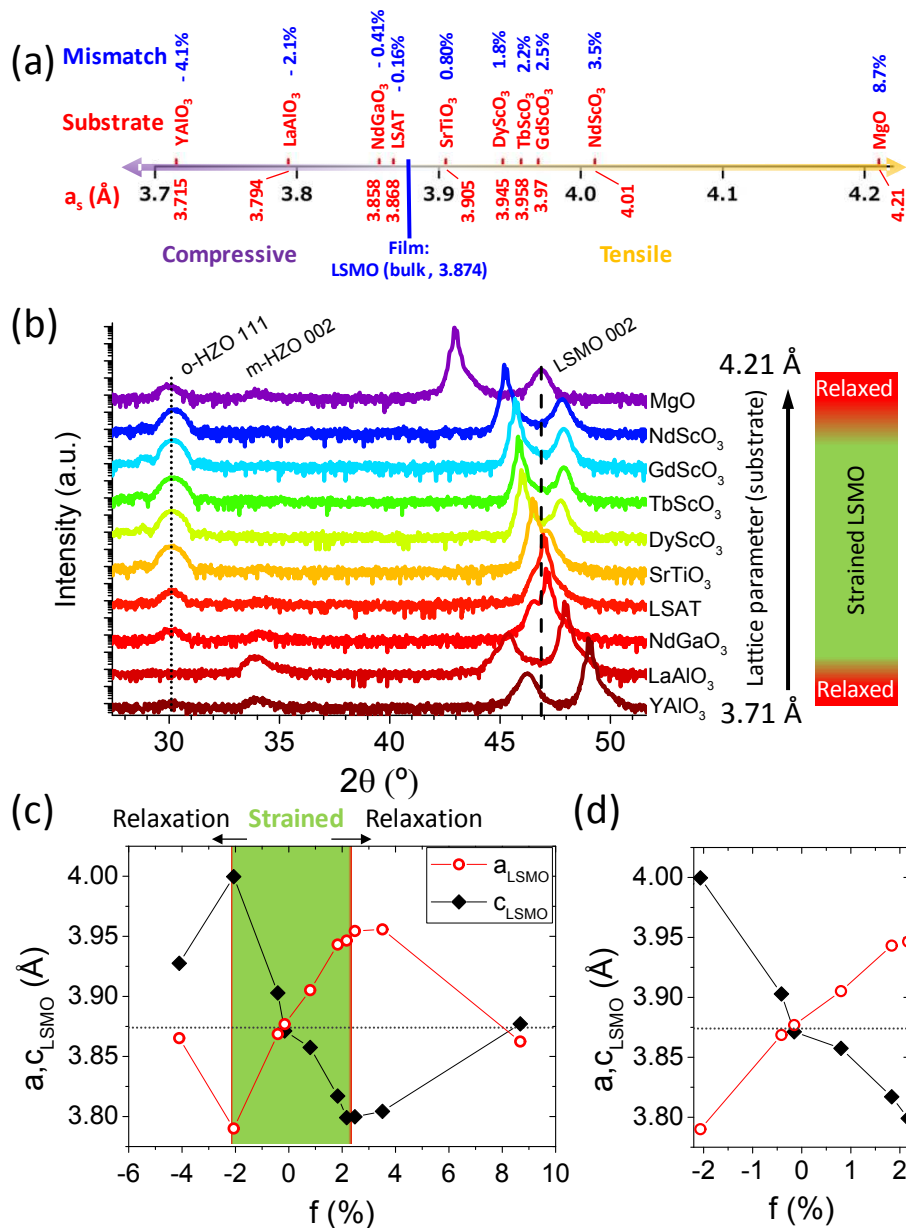 (a)
Mismatch
- 4.1%
- 2.1%
- 0.41%
- 0.16%
0.80%
1.8%
2.2%
2.5%
3.5%
8.7%
Substrate
YAlO3
LaAlO3
NdGaO3
LSAT
SrTiO3
DyScO3
TbScO3
GdScO3
NdScO3
MgO
3.7 3.8 3.9 4.0 4.1 4.2
as (Å)
3.715
3.794
3.858
3.868
3.905
3.945
3.958
3.97
4.01
4.21
Compressive
Film:
LSMO (bulk , 3.874)
Tensile
(b)
o-HZO 111
m-HZO 002
LSMO 002
Intensity (a.u.)
MgO
NdScO3
GdScO3
TbScO3
DyScO3
SrTiO3
LSAT
NdGaO3
LaAlO3
YAlO3
30 35 40 45 50
2θ (º)
4.21 Å
Lattice parameter (substrate)
3.71 Å
Relaxed
Strained LSMO
Relaxed
(c)
Relaxation Strained Relaxation
aLSMO
cLSMO
4.00
3.95
3.90
3.85
3.80
a,cLSMO (Å)
-6 -4 -2 0 2 4 6 8 10
f (%)
(d)
4.00
3.95
3.90
3.85
3.80
a,cLSMO (Å)
-2 -1 0 1 2
f (%)